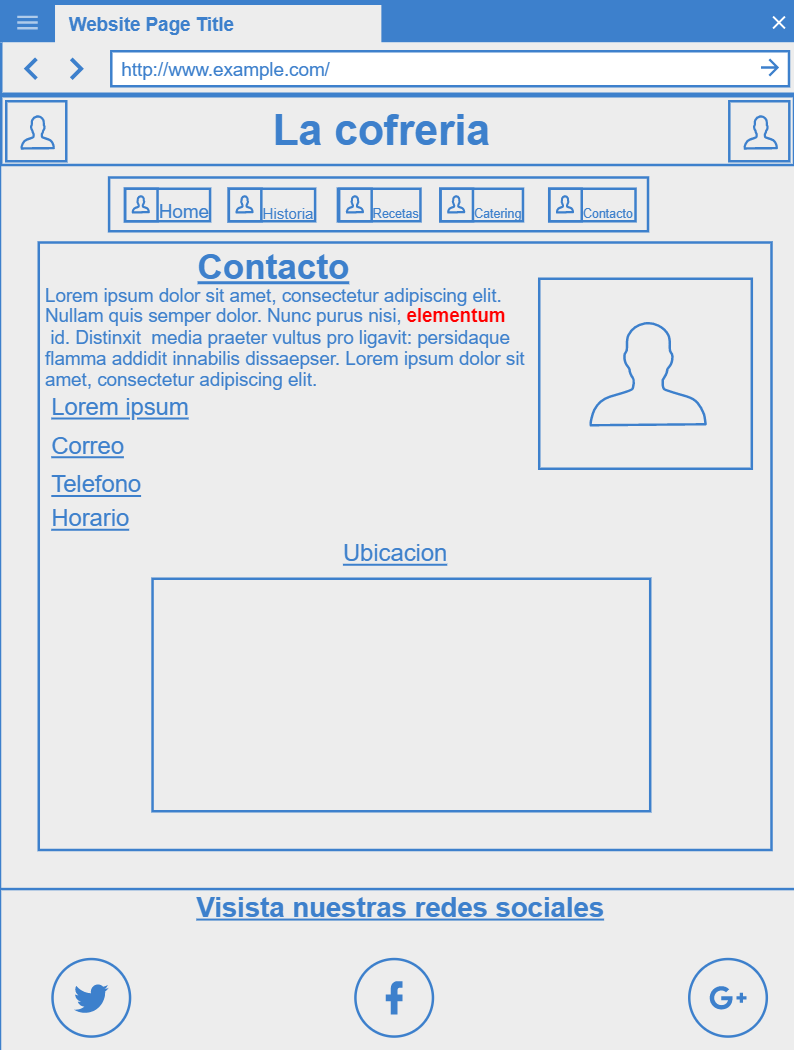 Website Page Title
http://www.example.com/
La cofreria
Home Historia Recetas Catering Contacto
Contacto
Lorem ipsum dolor sit amet, consectetur adipiscing elit.
Nullam quis semper dolor. Nunc purus nisi, elementum
id. Distinxit media praeter vultus pro ligavit: persidaque
flamma addidit innabilis dissaepser. Lorem ipsum dolor sit
amet, consectetur adipiscing elit.
Lorem ipsum
Correo
Telefono
Horario
Ubicacion
Visista nuestras redes sociales
G+